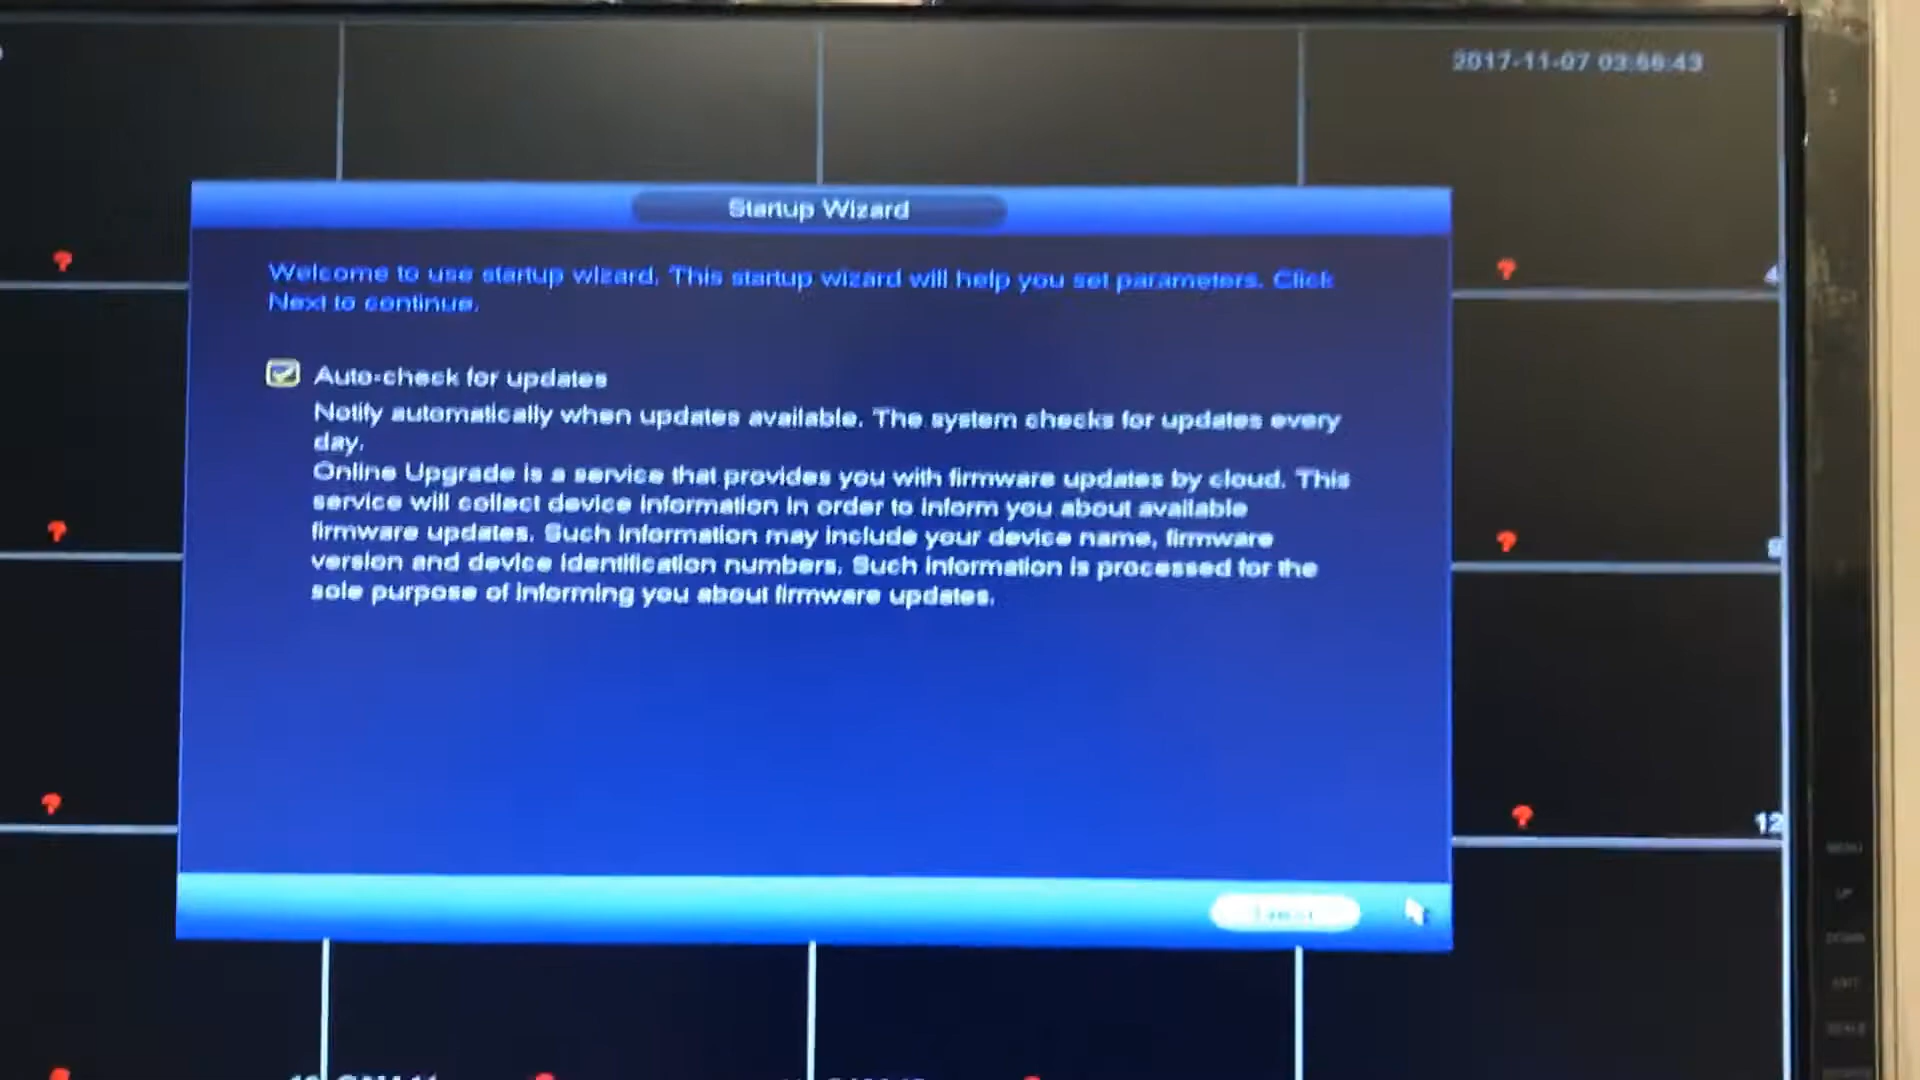 2017-11-07
Startup Wizard
Welcome to use startup wizard. This startup wizard will help you set parameters. Click
Next to continue.
Auto-check for updates
Notify automatically when updates available. The system checks for updates every
day.
Online Upgrade is a service that provides you with firmware updates by cloud. This
service will collect device information in order to inform you about available
firmware updates. Such information may include your device name, firmware
version and device identification numbers. Such information is processed for the
sole purpose of informing you about firmware updates.
12
MENU
UP
DOWN
EXIT